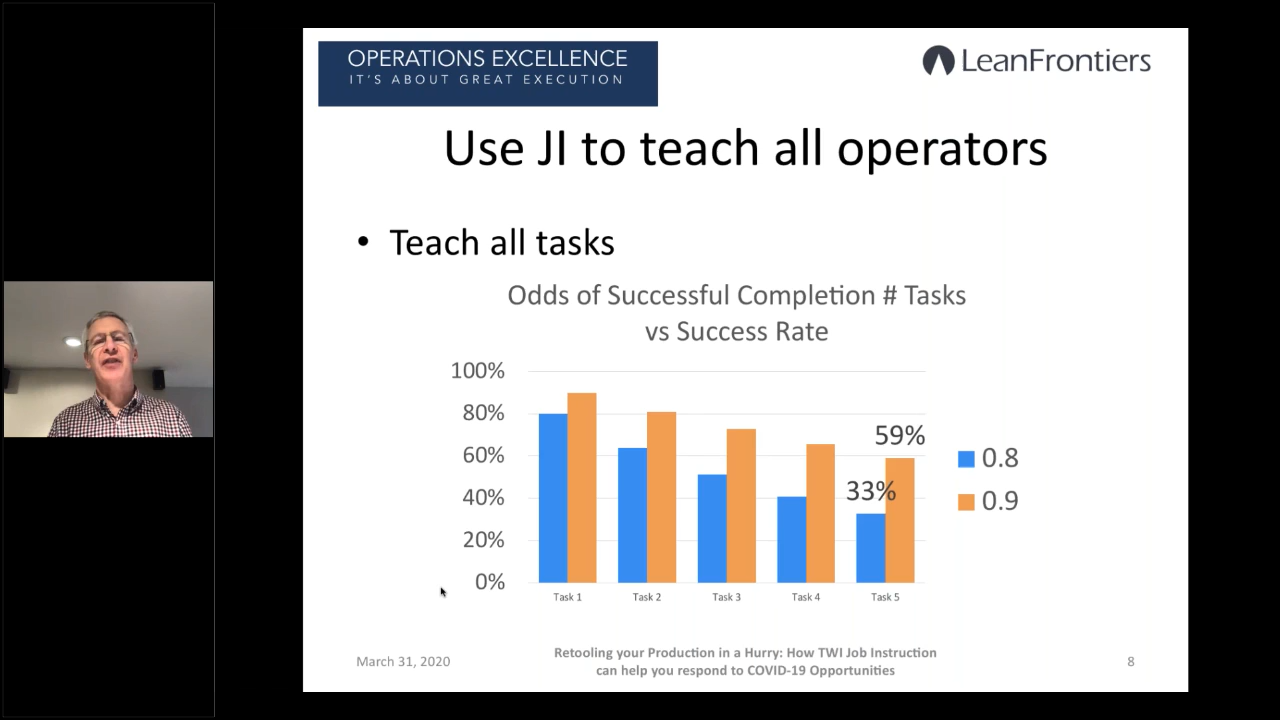 OPERATIONS EXCELLENCE
IT'S ABOUT GREAT EXECUTION
LeanFrontiers
Use JI to teach all operators
• Teach all tasks
Odds of Successful Completion # Tasks
vs Success Rate
100%
80%
60%
40%
20%
0%
59%
33%
0.8
0.9
Task 1
Task 2
Task 3
Task 4
Task 5
March 31, 2020
Retooling your Production in a Hurry: How TWI Job Instruction
can help you respond to COVID-19 Opportunities
8